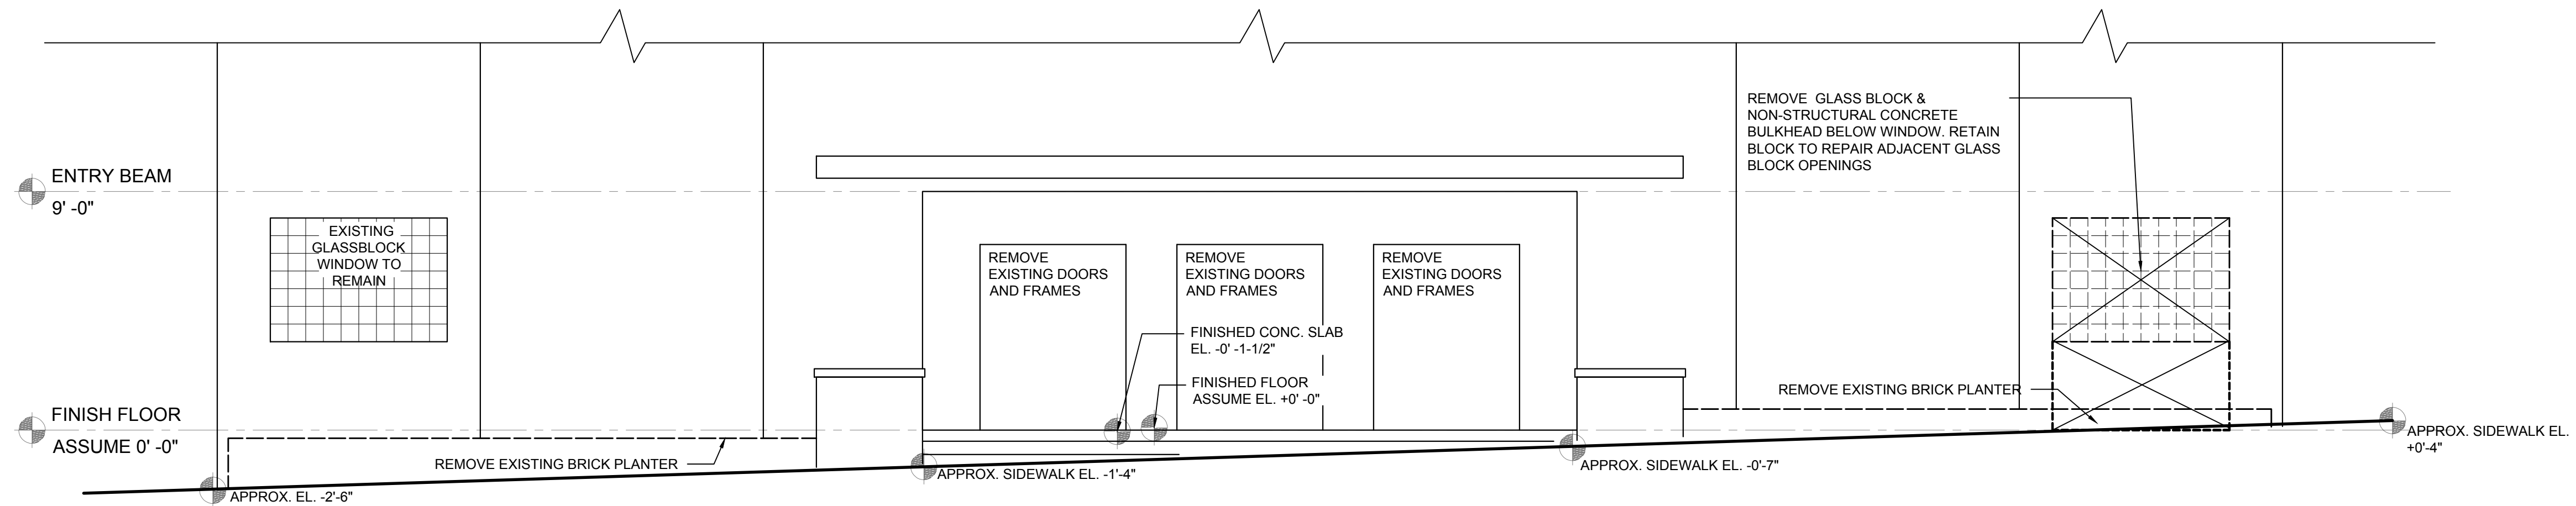 REMOVE GLASS BLOCK &
NON-STRUCTURAL CONCRETE
BULKHEAD BELOW WINDOW. RETAIN
BLOCK TO REPAIR ADJACENT GLASS
BLOCK OPENINGS
ENTRY BEAM
9' -0"
EXISTING
GLASSBLOCK
WINDOW TO
REMAIN
REMOVE
EXISTING DOORS
AND FRAMES
REMOVE
EXISTING DOORS
AND FRAMES
REMOVE
EXISTING DOORS
AND FRAMES
FINISHED CONC. SLAB
EL. -0' -1-1/2"
FINISHED FLOOR
ASSUME EL. +0' -0"
REMOVE EXISTING BRICK PLANTER
FINISH FLOOR
ASSUME 0' -0"
REMOVE EXISTING BRICK PLANTER
APPROX. EL. -2'-6"
APPROX. SIDEWALK EL. -1'-4"
APPROX. SIDEWALK EL. -0'-7"
APPROX. SIDEWALK EL.
+0'-4"